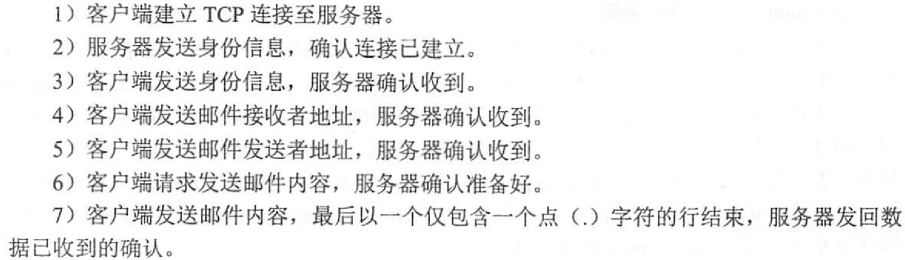 1）客户端建立 TCP 连接至服务器。
2）服务器发送身份信息，确认连接已建立。
3）客户端发送身份信息，服务器确认收到。
4）客户端发送邮件接收者地址，服务器确认收到。
5）客户端发送邮件发送者地址，服务器确认收到。
6）客户端请求发送邮件内容，服务器确认准备好。
7）客户端发送邮件内容，最后以一个仅包含一个点（.）字符的行结束，服务器发回数
据已收到的确认。